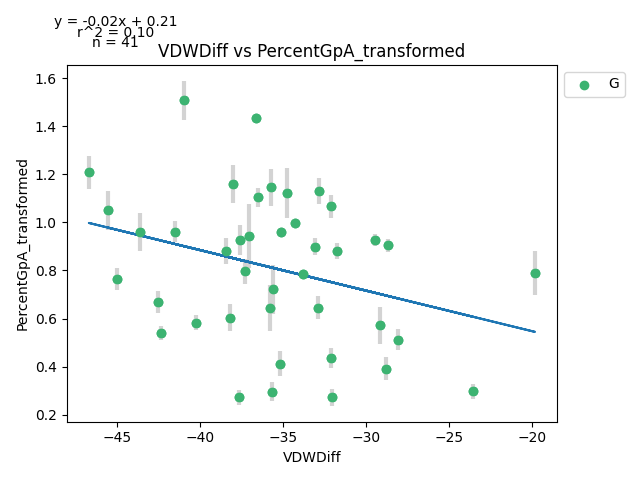 y = -0.02x + 0.21
r^2 = 0.10
n = 41
VDWDiff vs PercentGpA_transformed
G
PercentGpA_transformed
1.6
1.4
1.2
1.0
0.8
0.6
0.4
0.2
−45
−40
−35
−30
−25
−20
VDWDiff